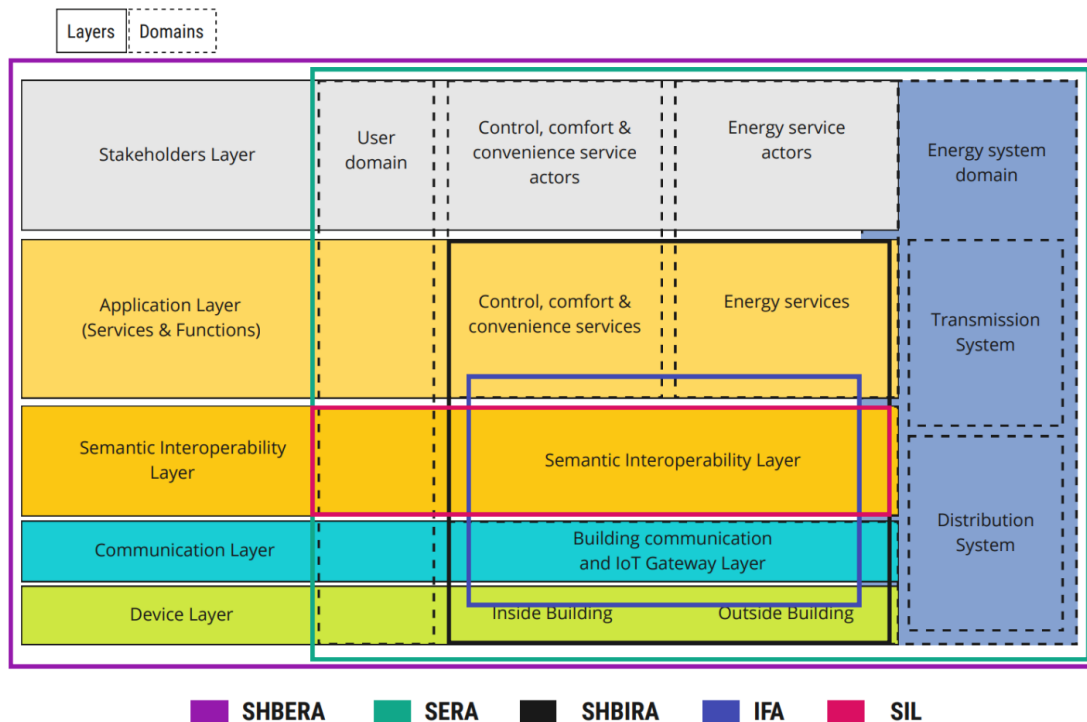 Layers Domains
Stakeholders Layer
User
domain
Control, comfort &
convenience service
actors
Energy service
actors
Energy system
domain
Application Layer
(Services & Functions)
Control, comfort &
convenience services
Energy services
Transmission
System
Semantic Interoperability
Layer
Semantic Interoperability Layer
Distribution
System
Communication Layer
Building communication
and IoT Gateway Layer
Device Layer
Inside Building
Outside Building
SHBERA SERA SHBIRA IFA SIL